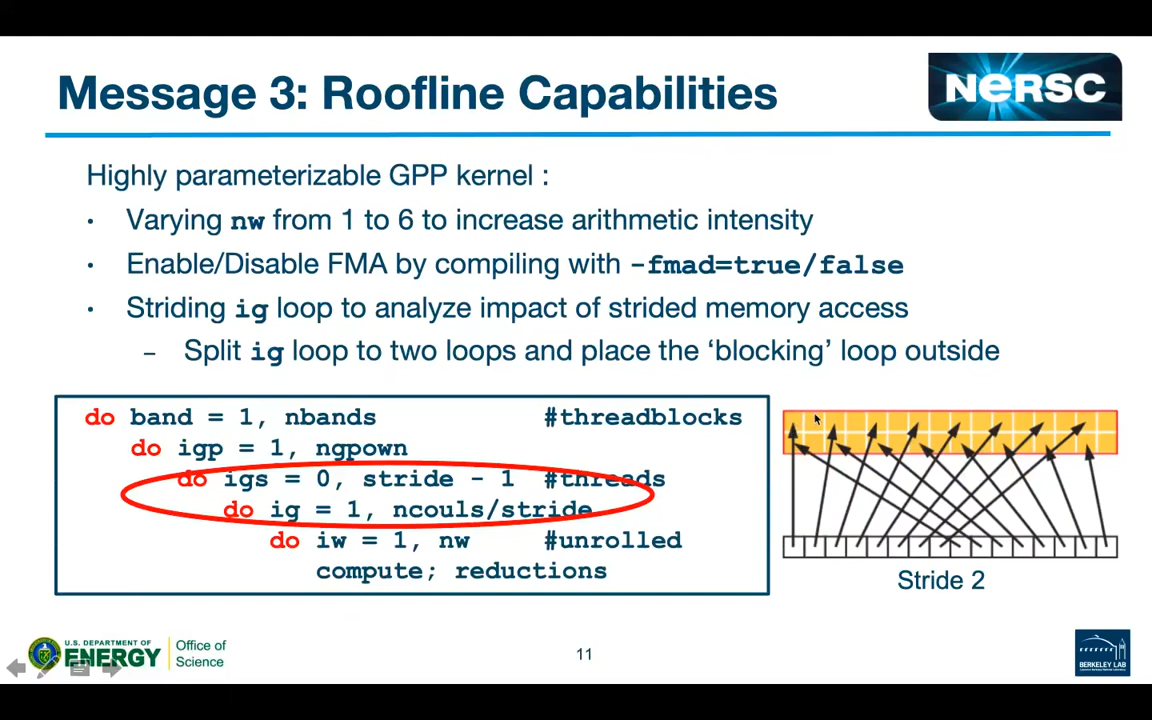 Message 3: Roofline Capabilities
NERSC
Highly parameterizable GPP kernel :
• Varying nw from 1 to 6 to increase arithmetic intensity
• Enable/Disable FMA by compiling with -fmad=true/false
• Striding ig loop to analyze impact of strided memory access
– Split ig loop to two loops and place the ‘blocking’ loop outside
do band = 1, nbands #threadblocks
do igp = 1, ngpown
do igs = 0, stride - 1 #threads
do ig = 1, ncouls/stride
do iw = 1, nw #unrolled
compute; reductions
Stride 2
U.S. DEPARTMENT OF
ENERGY
Office of
Science
11
BERKELEY LAB